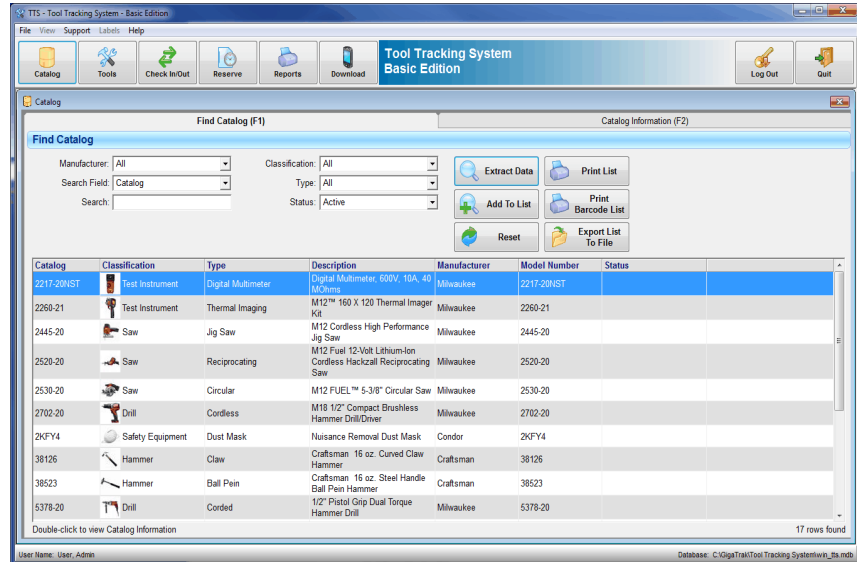 TTS - Tool Tracking System - Basic Edition
File View Support Labels Help
Catalog Tools Check In/Out Reserve Reports Download
Tool Tracking System
Basic Edition
Log Out Quit
Catalog
Find Catalog (F1) Catalog Information (F2)
Find Catalog
Manufacturer: All Classification: All Extract Data Print List
Search Field: Catalog Type: All Add To List Print Barcode List
Search: Status: Active Reset Export List To File
Catalog Classification Type Description Manufacturer Model Number Status
2217-20NST Test Instrument Digital Multimeter Digital Multimeter, 600V, 10A, 40 MOhms Milwaukee 2217-20NST
2260-21 Test Instrument Thermal Imaging M12™ 160 X 120 Thermal Imager Kit Milwaukee 2260-21
2445-20 Saw Jig Saw M12 Cordless High Performance Jig Saw Milwaukee 2445-20
2520-20 Saw Reciprocating M12 Fuel 12-Volt Lithium-Ion Cordless Hackzall Reciprocating Saw Milwaukee 2520-20
2530-20 Saw Circular M12 FUEL™ 5-3/8" Circular Saw Milwaukee 2530-20
2702-20 Drill Cordless M18 1/2" Compact Brushless Hammer Drill/Driver Milwaukee 2702-20
2KFY4 Safety Equipment Dust Mask Nuisance Removal Dust Mask Condor 2KFY4
38126 Hammer Claw Craftsman 16 oz. Curved Claw Hammer Craftsman 38126
38523 Hammer Ball Pein Craftsman 16 oz. Steel Handle Ball Pein Hammer Craftsman 38523
5378-20 Drill Corded 1/2" Pistol Grip Dual Torque Hammer Drill Milwaukee 5378-20
Double-click to view Catalog Information 17 rows found
User Name: User, Admin Database: C:\GigaTrak\Tool Tracking System\win_tts.mdb